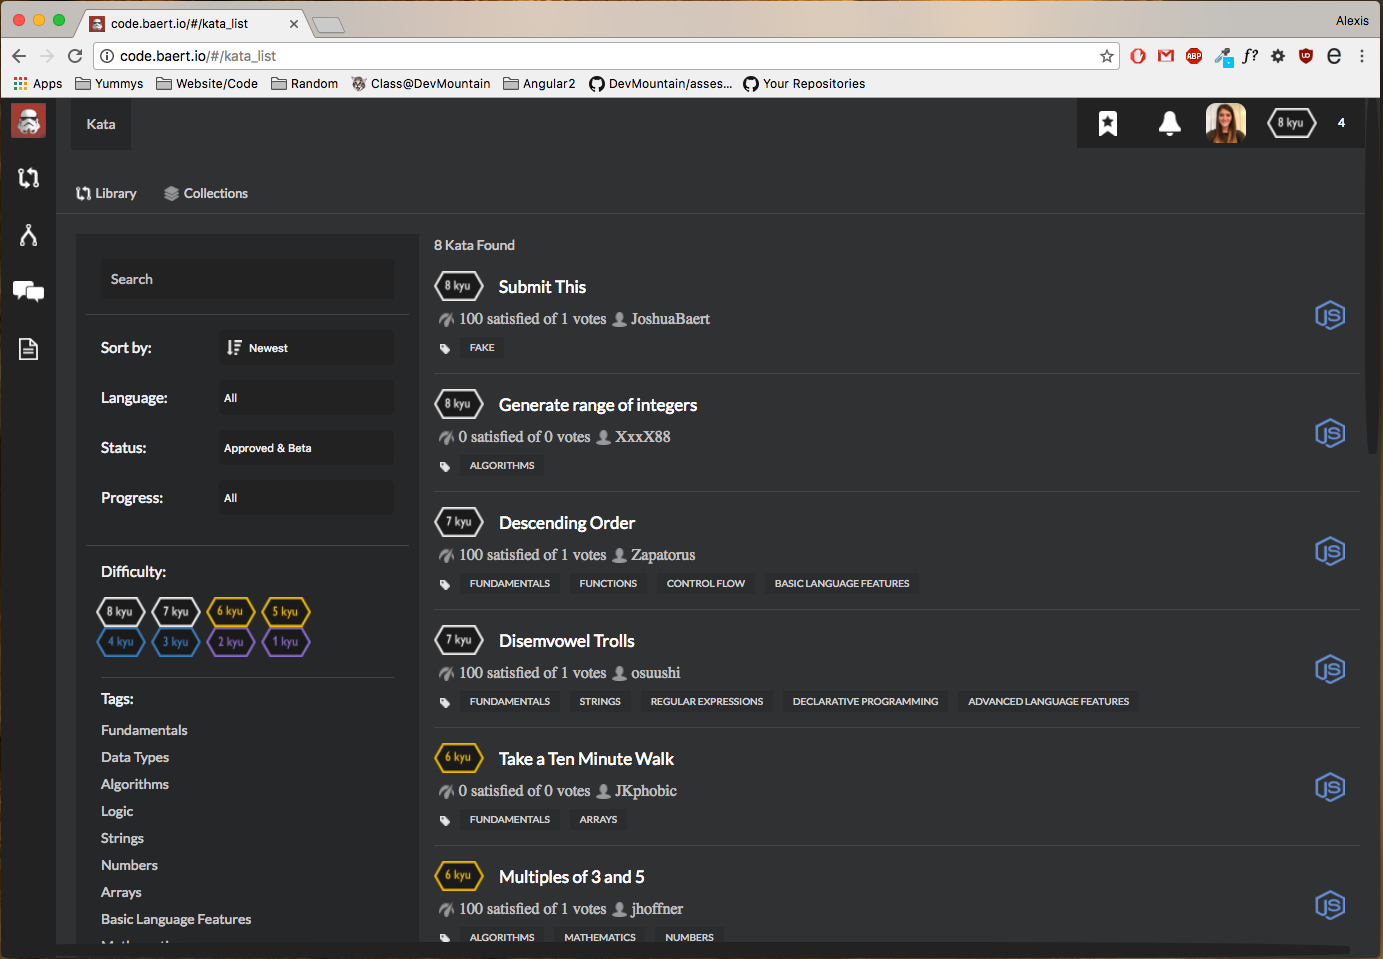 code.baert.io/#/kata_list
Alexis
code.baert.io/#/kata_list
ABP
f?
Apps Yummys Website/Code Random Class@DevMountain Angular2 DevMountain/asses... Your Repositories
Kata
8 kyu 4
Library Collections
Search
Sort by: Newest
Language: All
Status: Approved & Beta
Progress: All
Difficulty:
8 kyu 7 kyu 6 kyu 5 kyu
4 kyu 3 kyu 2 kyu 1 kyu
Tags:
Fundamentals
Data Types
Algorithms
Logic
Strings
Numbers
Arrays
Basic Language Features
8 Kata Found
8 kyu Submit This
100 satisfied of 1 votes JoshuaBaert
JS
FAKE
8 kyu Generate range of integers
0 satisfied of 0 votes XxxX88
JS
ALGORITHMS
7 kyu Descending Order
100 satisfied of 1 votes Zapatorus
JS
FUNDAMENTALS FUNCTIONS CONTROL FLOW BASIC LANGUAGE FEATURES
7 kyu Disemvowel Trolls
100 satisfied of 1 votes osuushi
JS
FUNDAMENTALS STRINGS REGULAR EXPRESSIONS DECLARATIVE PROGRAMMING ADVANCED LANGUAGE FEATURES
6 kyu Take a Ten Minute Walk
0 satisfied of 0 votes JKphobic
JS
FUNDAMENTALS ARRAYS
6 kyu Multiples of 3 and 5
100 satisfied of 1 votes jhoffner
JS
ALGORITHMS MATHEMATICS NUMBERS